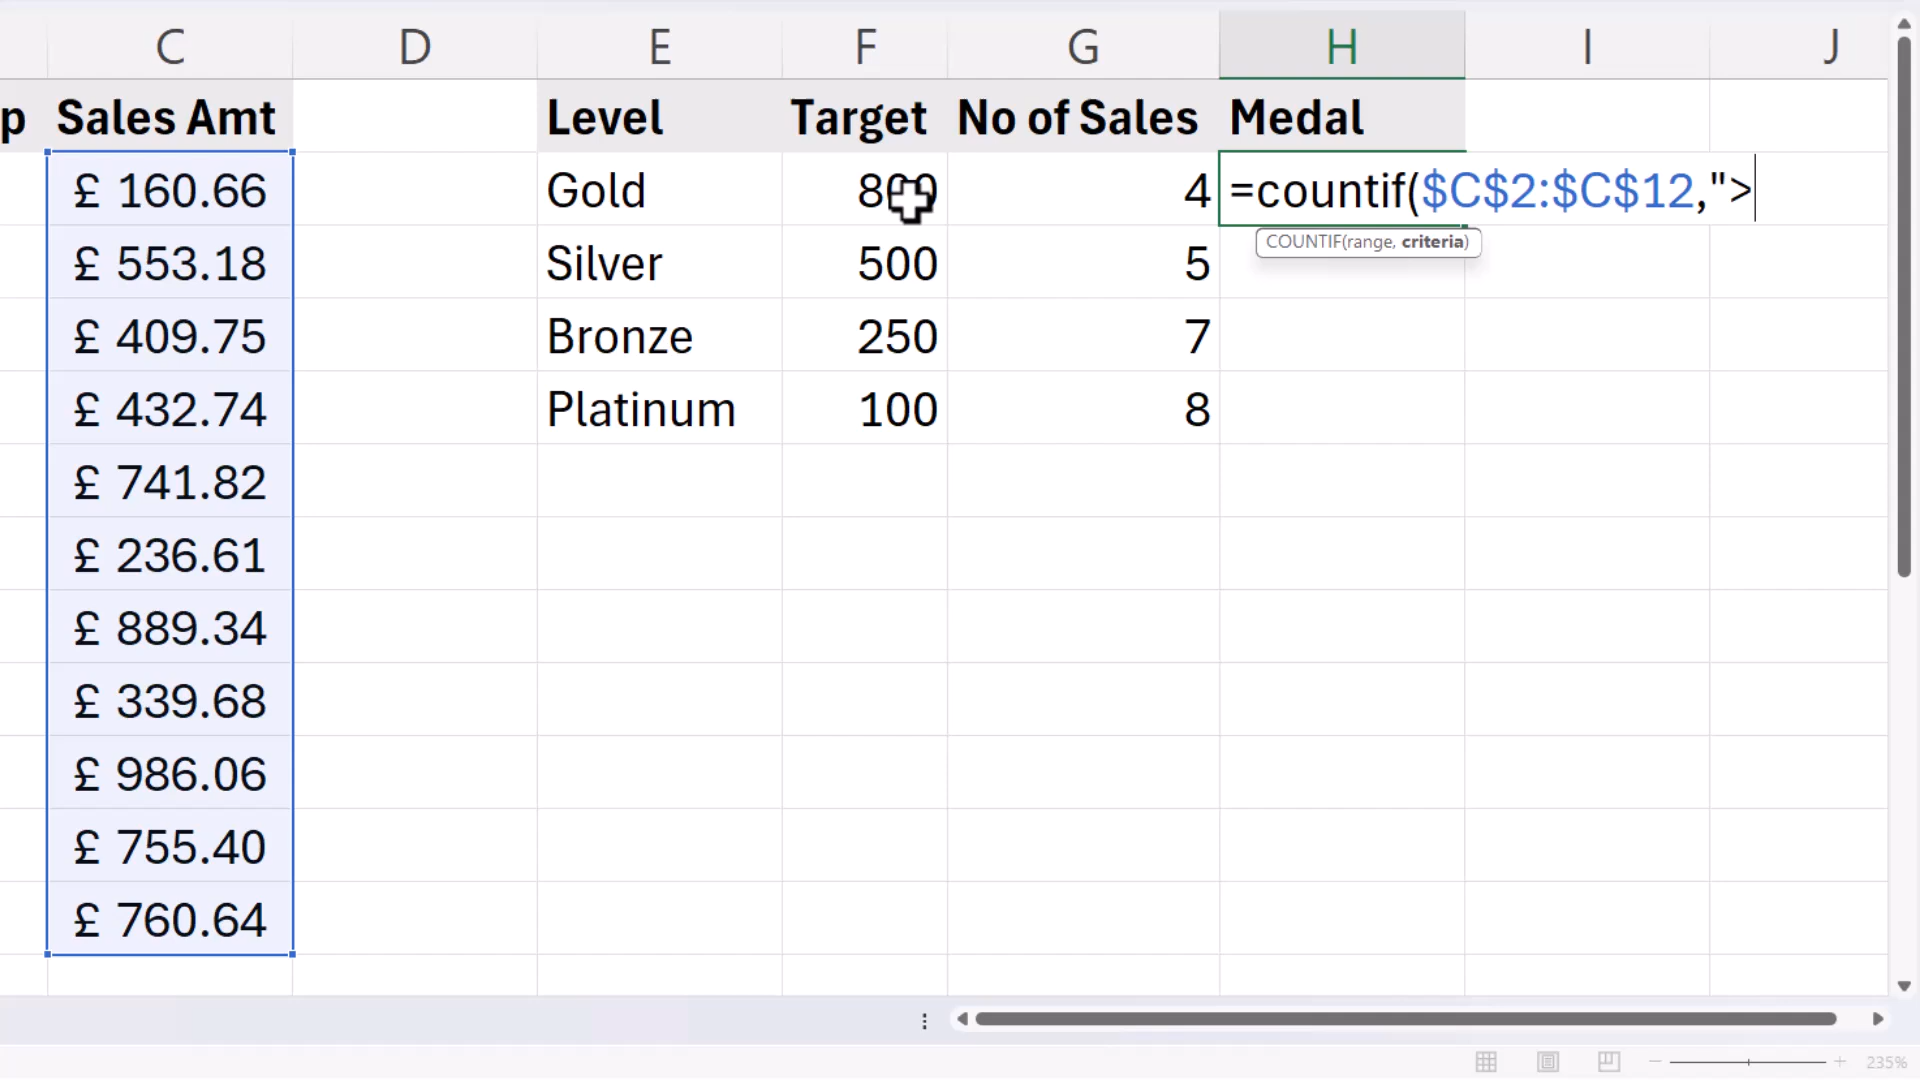 C D E F G H I J
p Sales Amt Level Target No of Sales Medal
£ 160.66 Gold 800 4 =countif($C$2:$C$12,">
COUNTIF(range, criteria)
£ 553.18 Silver 500 5
£ 409.75 Bronze 250 7
£ 432.74 Platinum 100 8
£ 741.82
£ 236.61
£ 889.34
£ 339.68
£ 986.06
£ 755.40
£ 760.64
235%